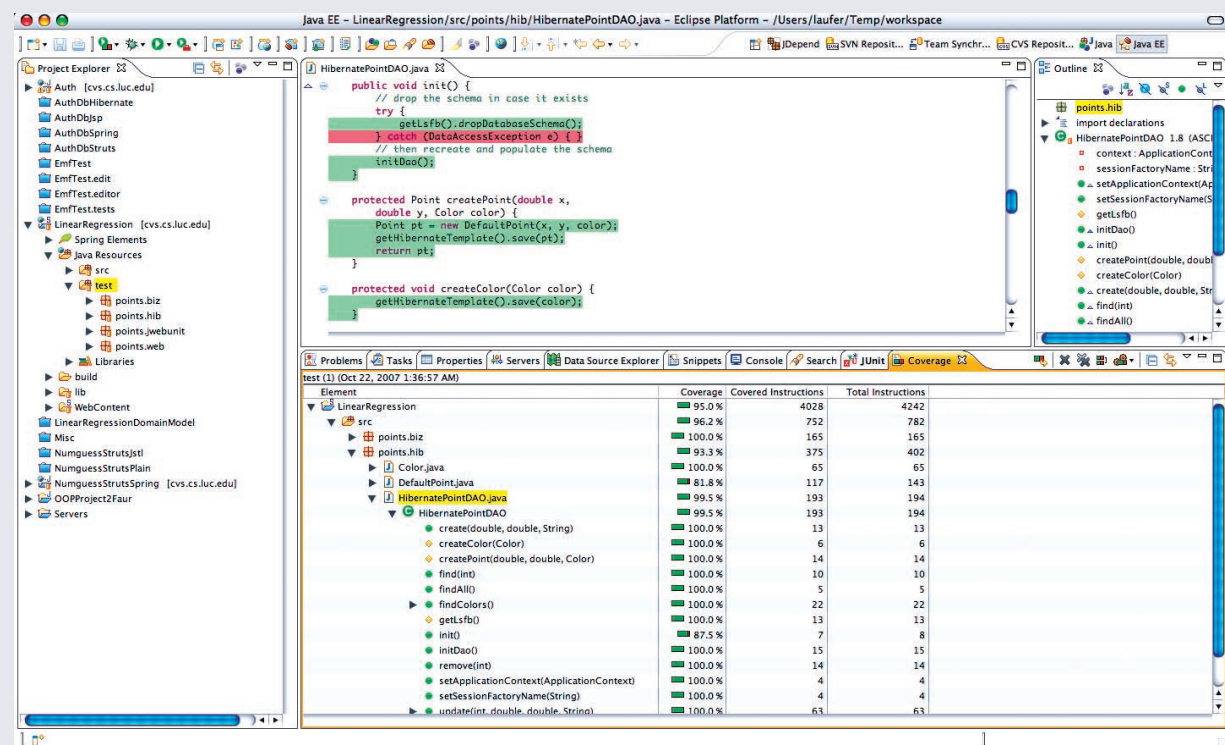 Java EE – LinearRegression/src/points/hib/HibernatePointDAO.java – Eclipse Platform – /Users/laufer/Temp/workspace
JDepend SVN Reposit... Team Synchr... CVS Reposit... Java Java EE
Project Explorer
Auth [cvs.cs.luc.edu]
AuthDbHibernate
AuthDbJsp
AuthDbSpring
AuthDbStruts
EmfTest
EmfTest.edit
EmfTest.editor
EmfTest.tests
LinearRegression [cvs.cs.luc.edu]
Spring Elements
Java Resources
src
test
points.biz
points.hib
points.jwebunit
points.web
Libraries
build
lib
WebContent
LinearRegressionDomainModel
Misc
NumguessStrutsJstl
NumguessStrutsPlain
NumguessStrutsSpring [cvs.cs.luc.edu]
OOPProject2Faur
Servers
HibernatePointDAO.java
public void init() {
// drop the schema in case it exists
try {
getLsfb().dropDatabaseSchema();
} catch (DataAccessException e) { }
// then recreate and populate the schema
initDao();
}
protected Point createPoint(double x,
double y, Color color) {
Point pt = new DefaultPoint(x, y, color);
getHibernateTemplate().save(pt);
return pt;
}
protected void createColor(Color color) {
getHibernateTemplate().save(color);
}
Outline
points.hib
import declarations
HibernatePointDAO 1.8 (ASCI
context : ApplicationCont
sessionFactoryName : Stri
setApplicationContext(Ap
setSessionFactoryName(S
getLsfb()
initDao()
init()
createPoint(double, doubl
createColor(Color)
create(double, double, Str
find(int)
findAll()
Problems Tasks Properties Servers Data Source Explorer Snippets Console Search JUnit Coverage
test (1) (Oct 22, 2007 1:36:57 AM)
Element Coverage Covered Instructions Total Instructions
LinearRegression 95.0 % 4028 4242
src 96.2 % 752 782
points.biz 100.0 % 165 165
points.hib 93.3 % 375 402
Color.java 100.0 % 65 65
DefaultPoint.java 81.8 % 117 143
HibernatePointDAO.java 99.5 % 193 194
HibernatePointDAO 99.5 % 193 194
create(double, double, String) 100.0 % 13 13
createColor(Color) 100.0 % 6 6
createPoint(double, double, Color) 100.0 % 14 14
find(int) 100.0 % 10 10
findAll() 100.0 % 5 5
findColors() 100.0 % 22 22
getLsfb() 100.0 % 13 13
init() 87.5 % 7 8
initDao() 100.0 % 15 15
remove(int) 100.0 % 14 14
setApplicationContext(ApplicationContext) 100.0 % 4 4
setSessionFactoryName(String) 100.0 % 4 4
update(int, double, double, String) 100.0 % 63 63